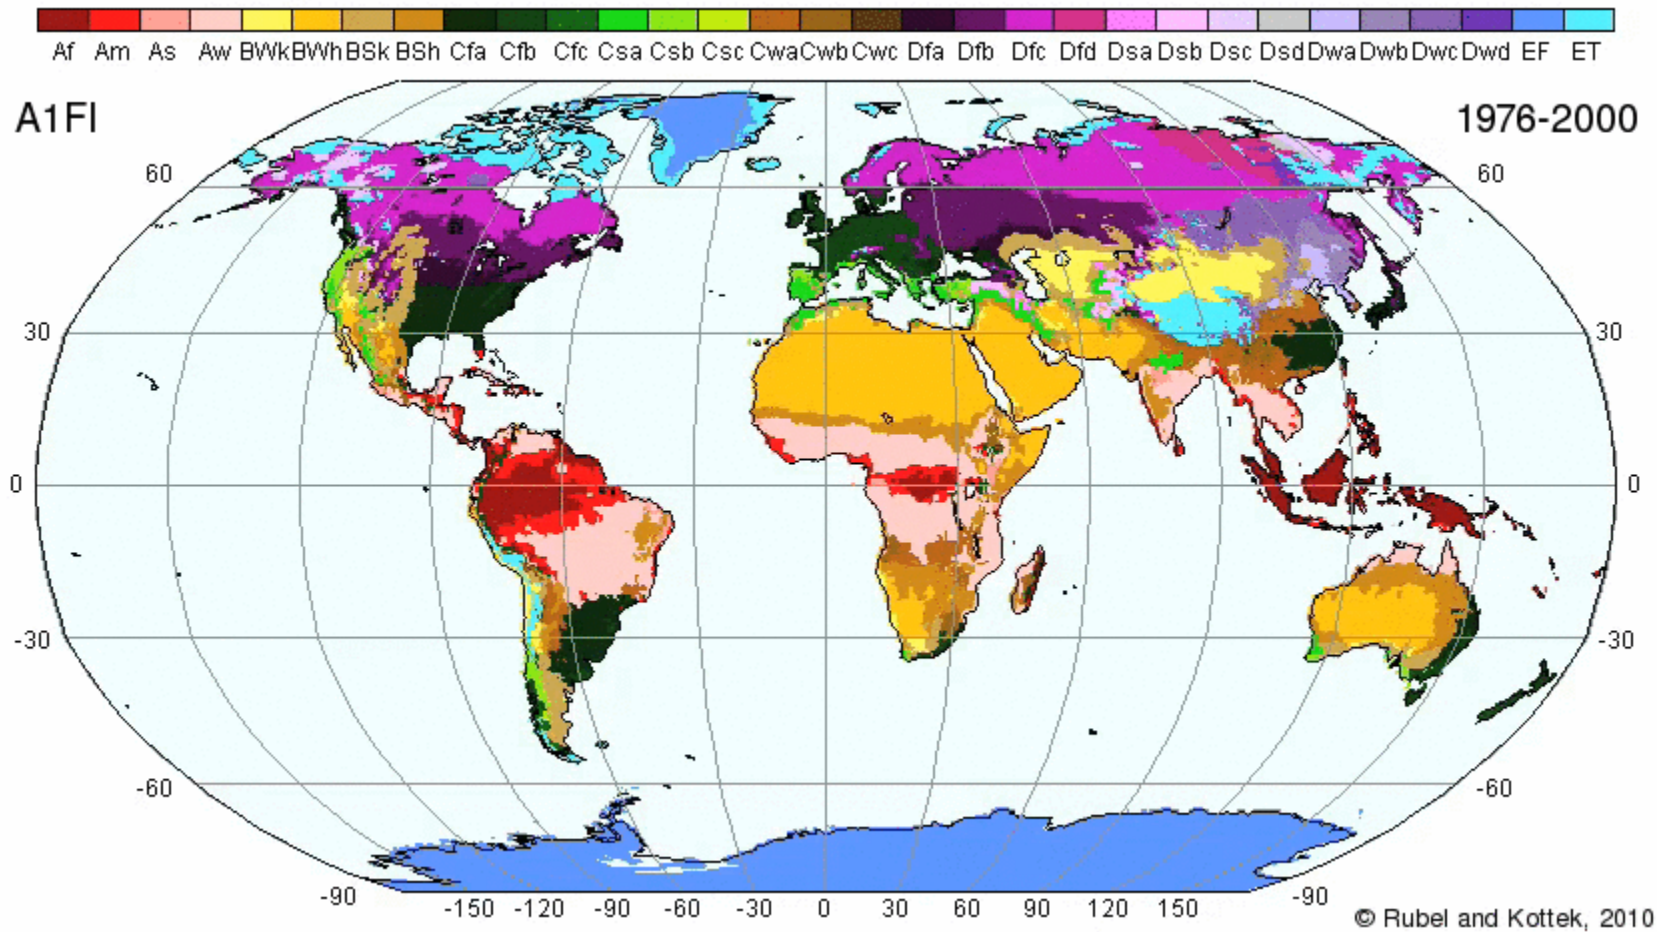 Af Am As Aw BWk BWh BSk BSh Cfa Cfb Cfc Csa Csb Csc Cwa Cwb Cwc Dfa Dfb Dfc Dfd Dsa Dsb Dsc Dsd Dwa Dwb Dwc Dwd EF ET
A1FI 1976-2000
60 60
30 30
0 0
-30 -30
-60 -60
-90 -90
-150 -120 -90 -60 -30 0 30 60 90 120 150
© Rubel and Kottek, 2010